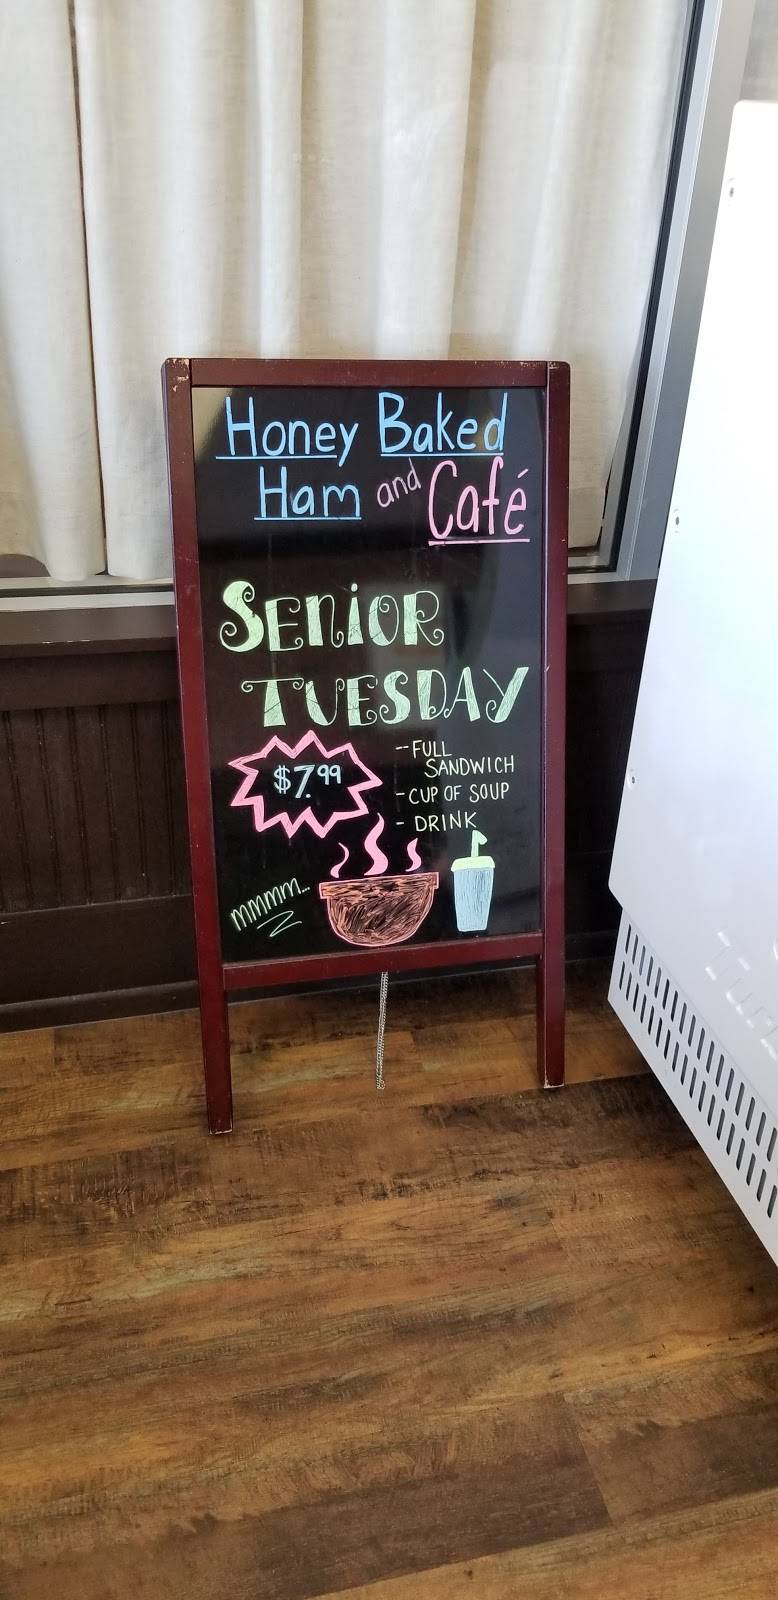 Honey Baked
Ham and Café
SENIOR
TUESDAY
$7.99
-- FULL
SANDWICH
- CUP OF SOUP
- DRINK
mmmm...